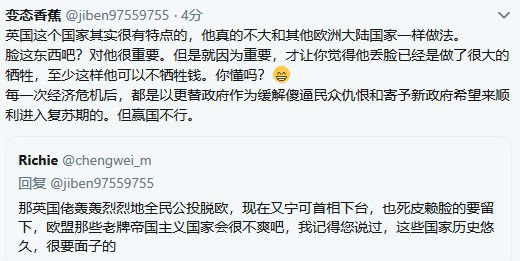 变态香蕉 @jiben97559755 · 4分
英国这个国家其实很有特点的，他真的不大和其他欧洲大陆国家一样做法。
脸这东西吧？对他很重要。但是就因为重要，才让你觉得他丢脸已经是做了很大的
牺牲，至少这样他可以不牺牲钱。你懂吗？😄
每一次经济危机后，都是以更替政府作为缓解傻逼民众仇恨和寄予新政府希望来顺
利进入复苏期的。但赢国不行。
Richie @chengwei_m
回复 @jiben97559755
那英国佬轰轰烈烈地全民公投脱欧，现在又宁可首相下台，也死皮赖脸的要留
下，欧盟那些老牌帝国主义国家会很不爽吧，我记得您说过，这些国家历史悠
久，很要面子的